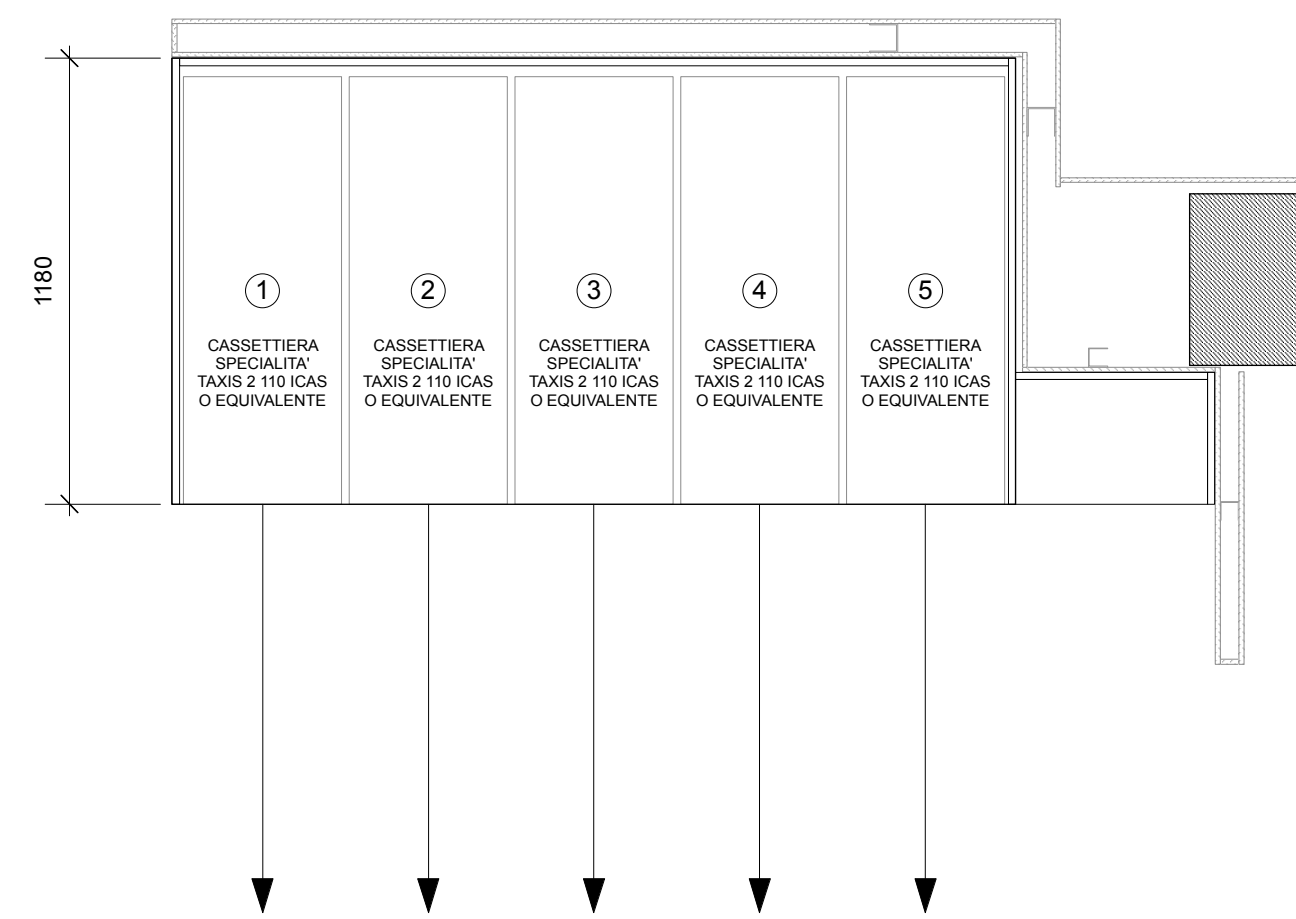 1180
1
CASSETTIERA
SPECIALITA'
TAXIS 2 110 ICAS
O EQUIVALENTE
2
CASSETTIERA
SPECIALITA'
TAXIS 2 110 ICAS
O EQUIVALENTE
3
CASSETTIERA
SPECIALITA'
TAXIS 2 110 ICAS
O EQUIVALENTE
4
CASSETTIERA
SPECIALITA'
TAXIS 2 110 ICAS
O EQUIVALENTE
5
CASSETTIERA
SPECIALITA'
TAXIS 2 110 ICAS
O EQUIVALENTE